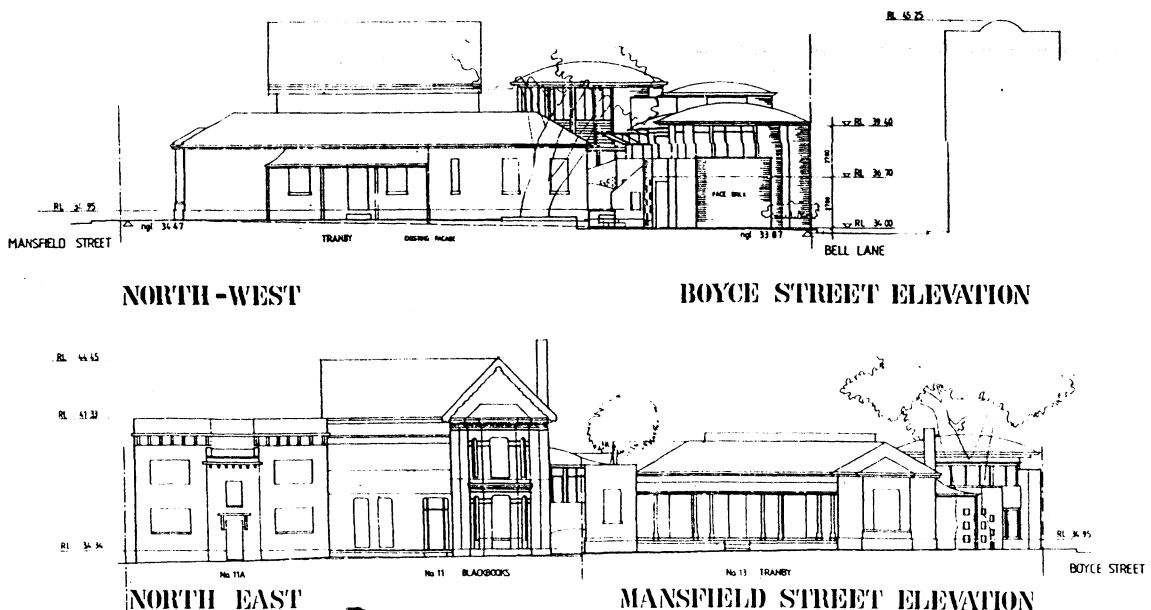 RL 45 25
RL 39 40
2700
RL 36 70
FACE BRICK
2700
RL 34 95
RL 34 00
ngl 34 47
ngl 33 87
MANSFIELD STREET
TRANBY
EXISTING FACADE
BELL LANE
NORTH-WEST
BOYCE STREET ELEVATION
RL 44 45
RL 41 33
RL 34 34
RL 34 95
No 11A
No 11 BLACKBOOKS
No 13 TRANBY
BOYCE STREET
NORTH EAST
MANSFIELD STREET ELEVATION